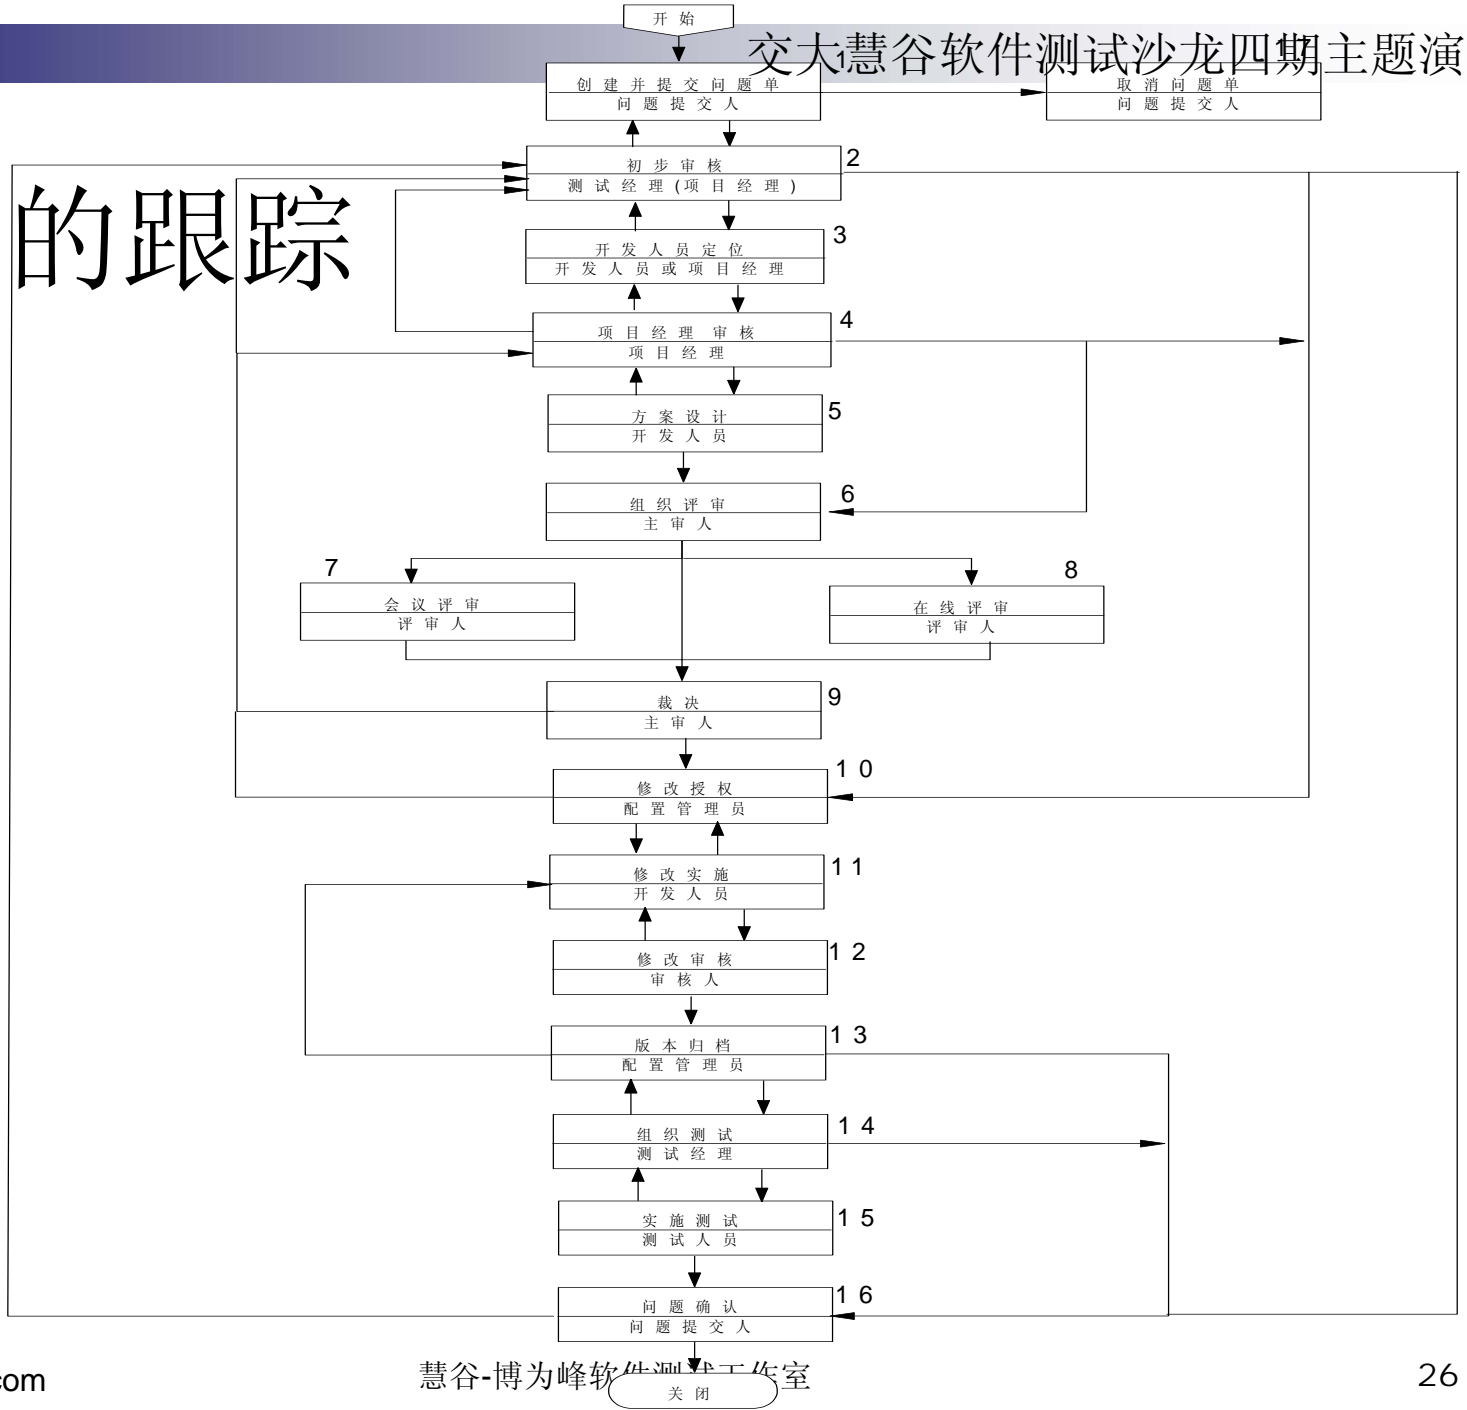 开始
交大慧谷软件测试沙龙四期主题演
1
17
创建并提交问题单
问题提交人
取消问题单
问题提交人
2
初步审核
测试经理(项目经理)
的跟踪
3
开发人员定位
开发人员或项目经理
4
项目经理审核
项目经理
5
方案设计
开发人员
6
组织评审
主审人
7
会议评审
评审人
8
在线评审
评审人
9
裁决
主审人
10
修改授权
配置管理员
11
修改实施
开发人员
12
修改审核
审核人
13
版本归档
配置管理员
14
组织测试
测试经理
15
实施测试
测试人员
16
问题确认
问题提交人
com
慧谷-博为峰软件测试工作室
26
关闭